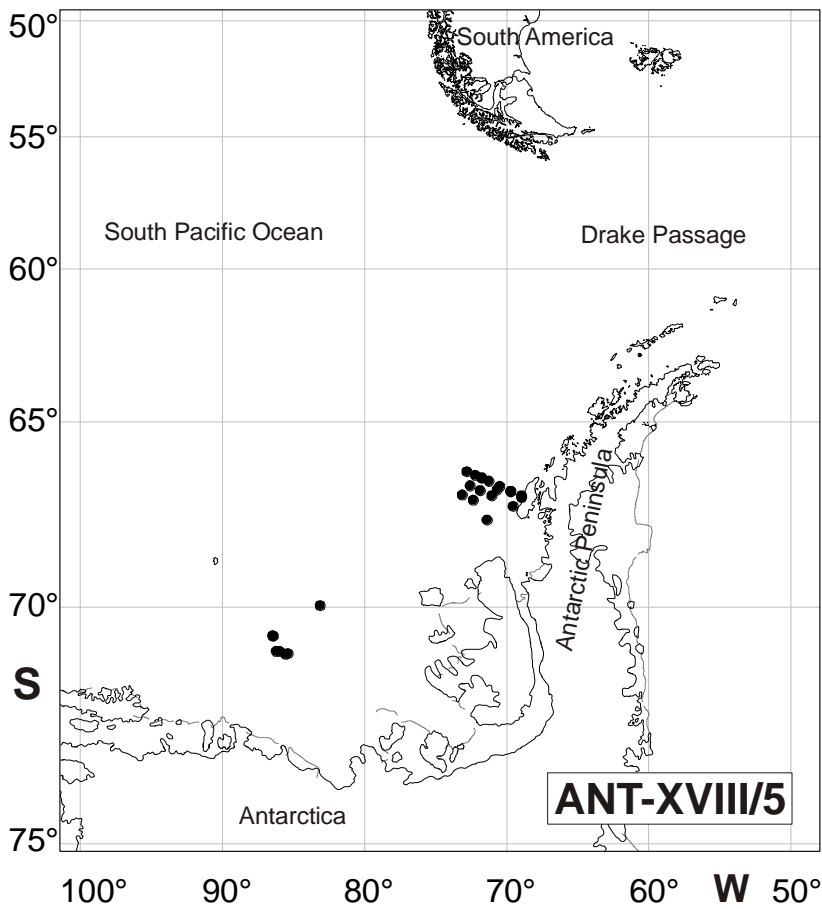 50°
South America
55°
South Pacific Ocean
Drake Passage
60°
65°
Antarctic Peninsula
70°
S
ANT-XVIII/5
Antarctica
75°
100° 90° 80° 70° 60° W 50°